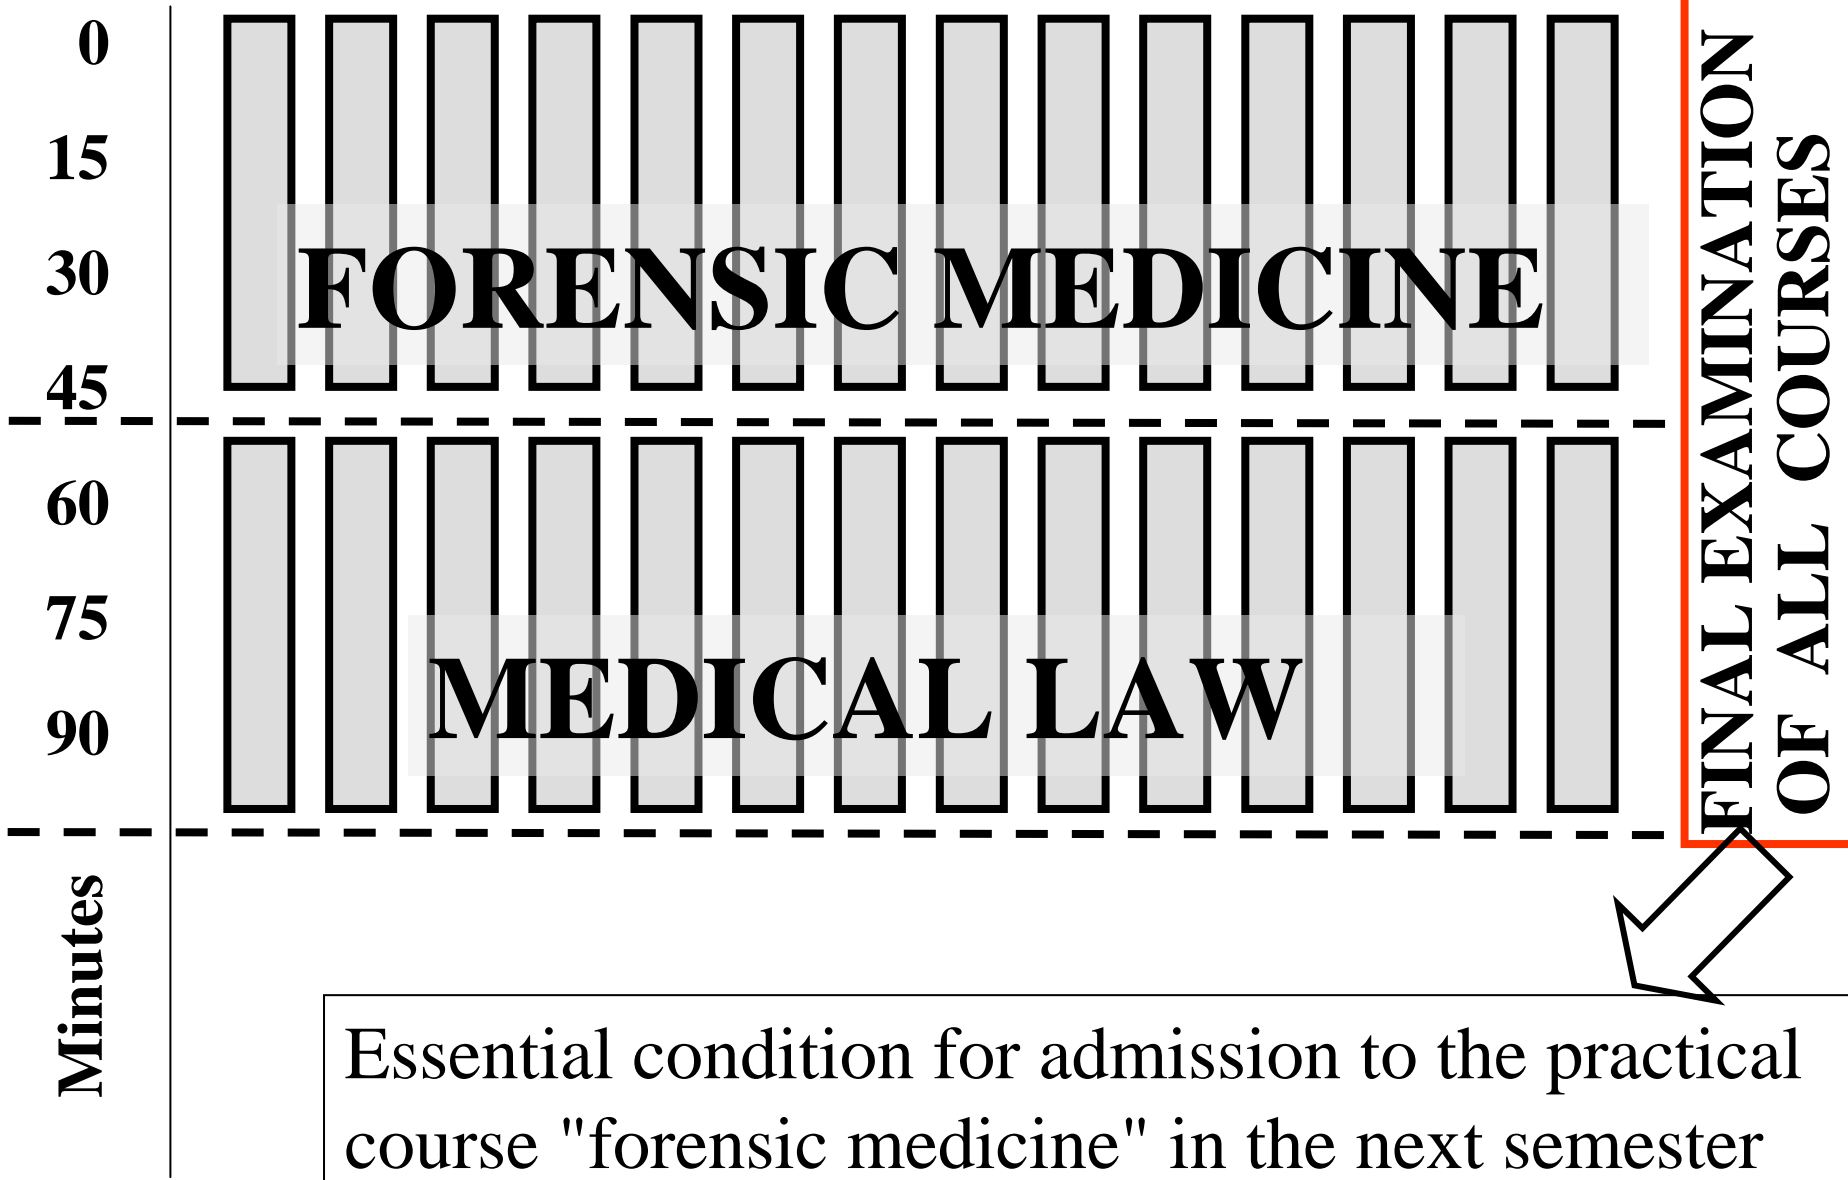 0
15
30
45
60
75
90
Minutes
FORENSIC MEDICINE
MEDICAL LAW
FINAL EXAMINATION
OF ALL COURSES
Essential condition for admission to the practical
course "forensic medicine" in the next semester